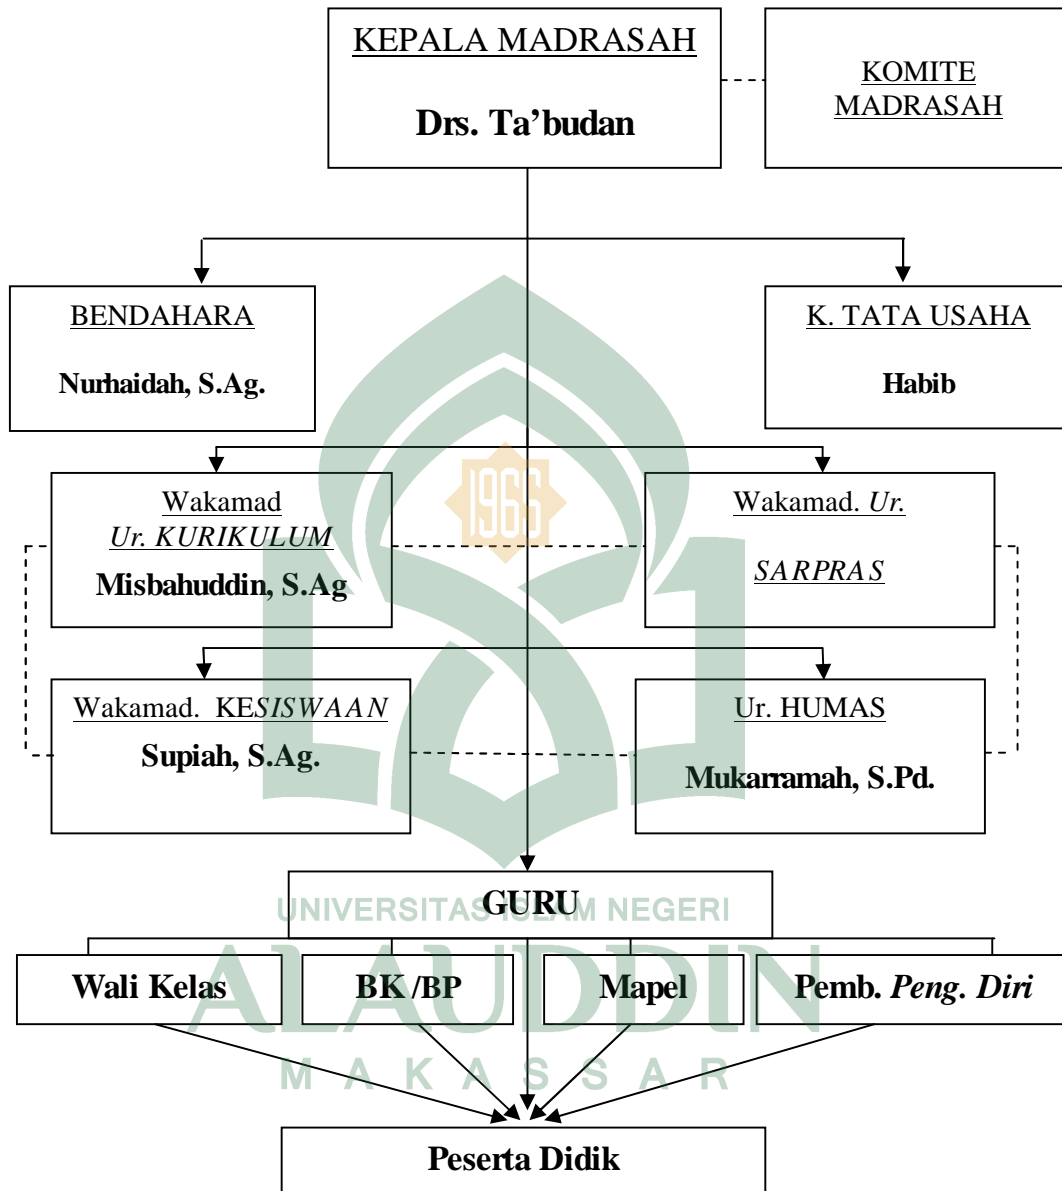 KEPALA MADRASAH
Drs. Ta’budan
KOMITE
MADRASAH
BENDAHARA
Nurhaidah, S.Ag.
K. TATA USAHA
Habib
1965
Wakamad
Ur. KURIKULUM
Misbahuddin, S.Ag
Wakamad. Ur.
SARPRAS
Wakamad. KESISWAAN
Supiah, S.Ag.
Ur. HUMAS
Mukarramah, S.Pd.
GURU
UNIVERSITAS ISLAM NEGERI
ALAUDDIN
Wali Kelas
BK /BP
Mapel
Pemb. Peng. Diri
MAKASSAR
Peserta Didik